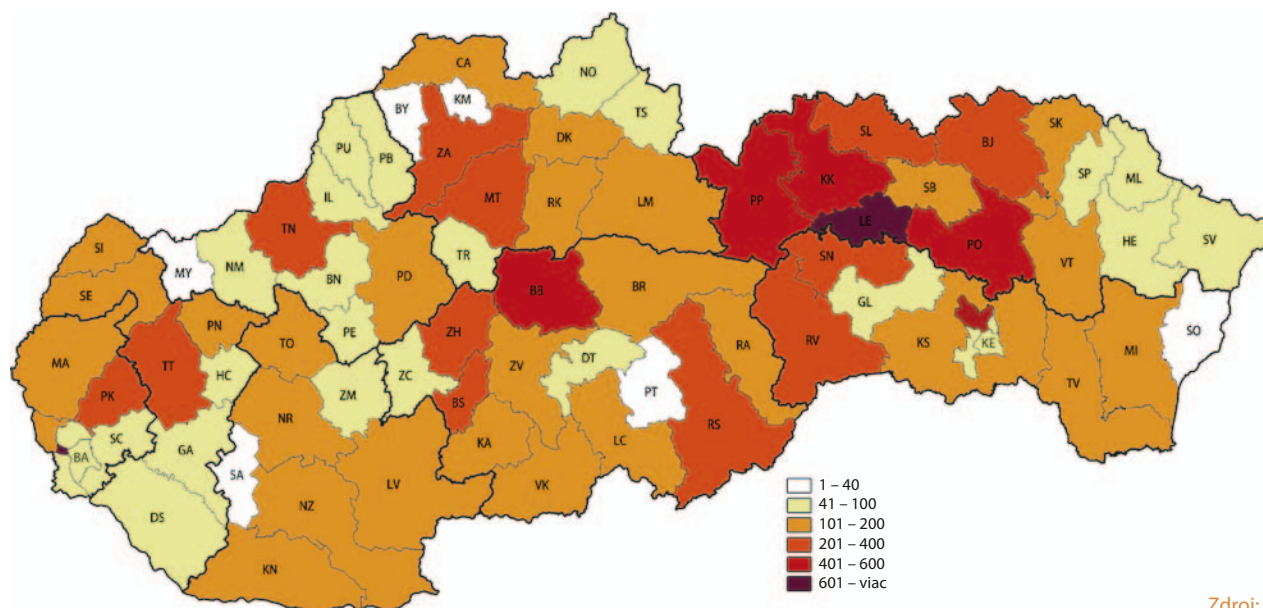 CA
NO
BY
KM
TS
PU
PB
ZA
DK
SL
BJ
SK
IL
MT
RK
LM
PP
KK
SB
SP
ML
TN
LE
PO
HE
SV
SI
MY
NM
BN
PD
TR
SN
VT
SE
BB
BR
GL
PN
PE
ZH
RA
RV
KS
KE
SO
MA
TT
TO
ZV
DT
MI
PK
HC
ZM
ZC
BS
PT
TV
SC
NR
KA
LC
RS
BA
GA
SA
LV
VK
DS
NZ
KN
1 – 40
41 – 100
101 – 200
201 – 400
401 – 600
601 – viac
Zdroj: